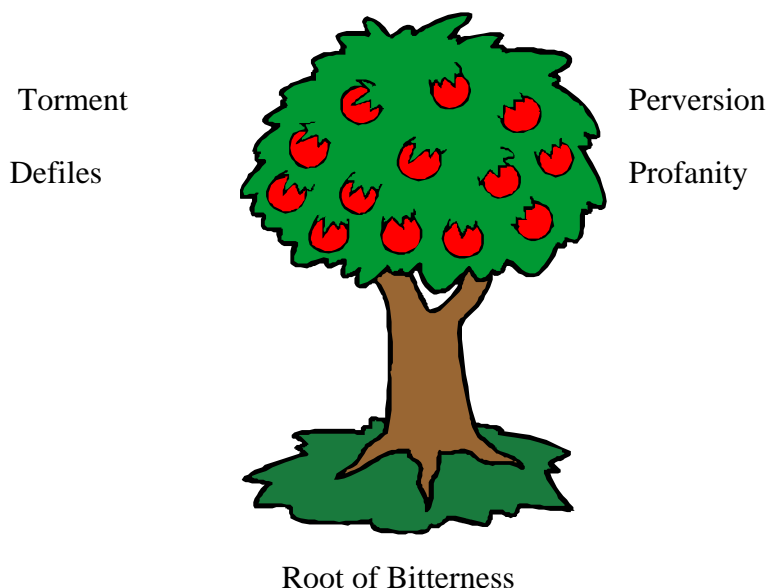 Torment
Perversion
Defiles
Profanity
Root of Bitterness